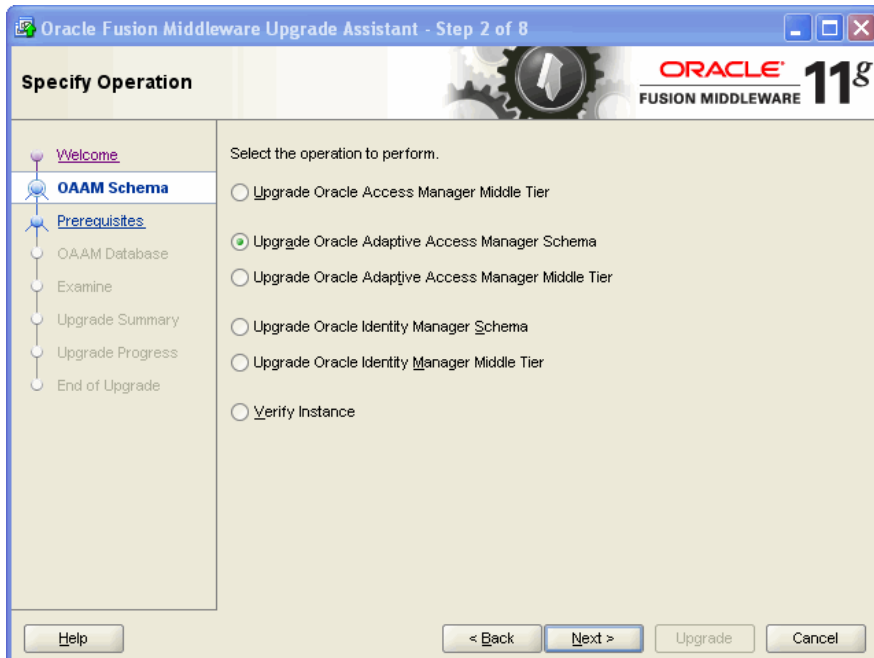 Oracle Fusion Middleware Upgrade Assistant - Step 2 of 8
Specify Operation
ORACLE
FUSION MIDDLEWARE 11g
Welcome
OAAM Schema
Prerequisites
OAAM Database
Examine
Upgrade Summary
Upgrade Progress
End of Upgrade
Select the operation to perform.
Upgrade Oracle Access Manager Middle Tier
Upgrade Oracle Adaptive Access Manager Schema
Upgrade Oracle Adaptive Access Manager Middle Tier
Upgrade Oracle Identity Manager Schema
Upgrade Oracle Identity Manager Middle Tier
Verify Instance
Help
< Back
Next >
Upgrade
Cancel